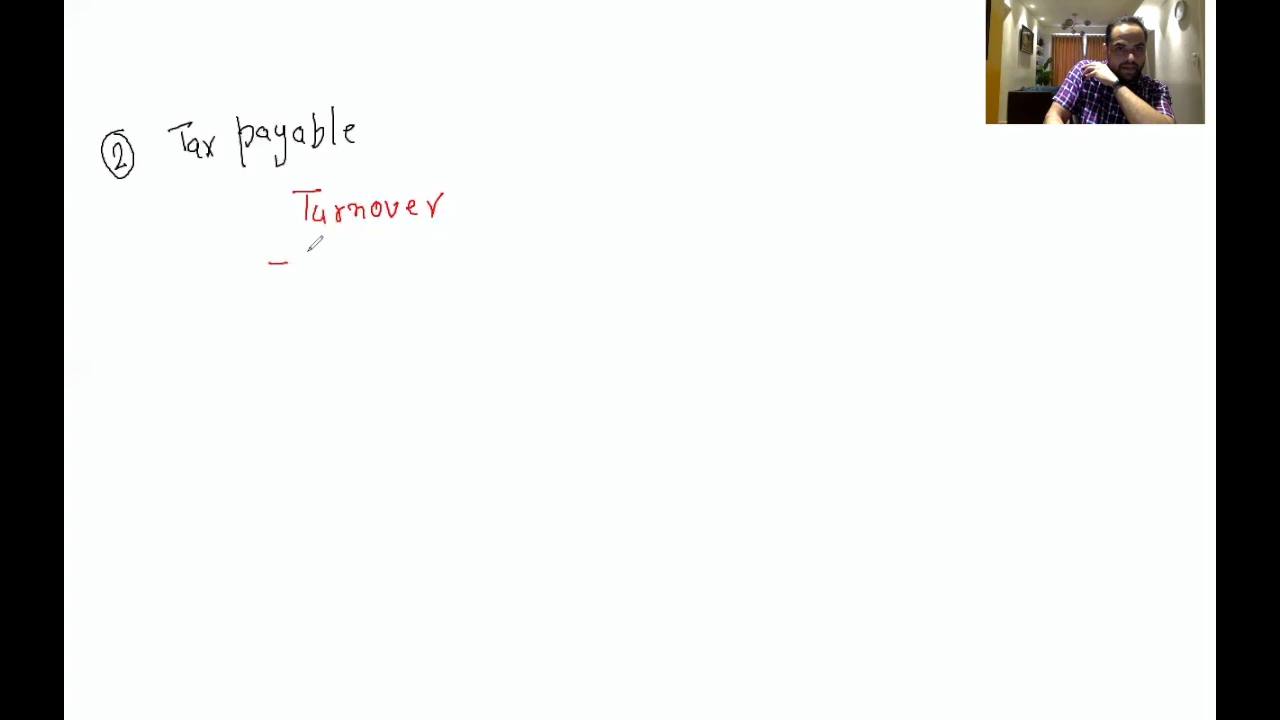 ② Tax payable
Turnover
–